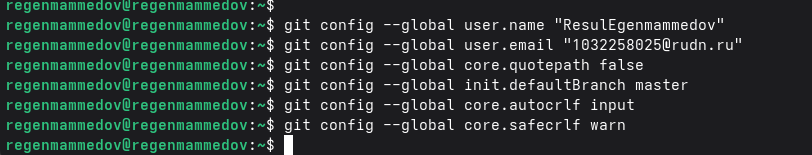 regenmammedov@regenmammedov:~$
regenmammedov@regenmammedov:~$ git config --global user.name "ResulEgenmammedov"
regenmammedov@regenmammedov:~$ git config --global user.email "1032258025@rudn.ru"
regenmammedov@regenmammedov:~$ git config --global core.quotepath false
regenmammedov@regenmammedov:~$ git config --global init.defaultBranch master
regenmammedov@regenmammedov:~$ git config --global core.autocrlf input
regenmammedov@regenmammedov:~$ git config --global core.safecrlf warn
regenmammedov@regenmammedov:~$